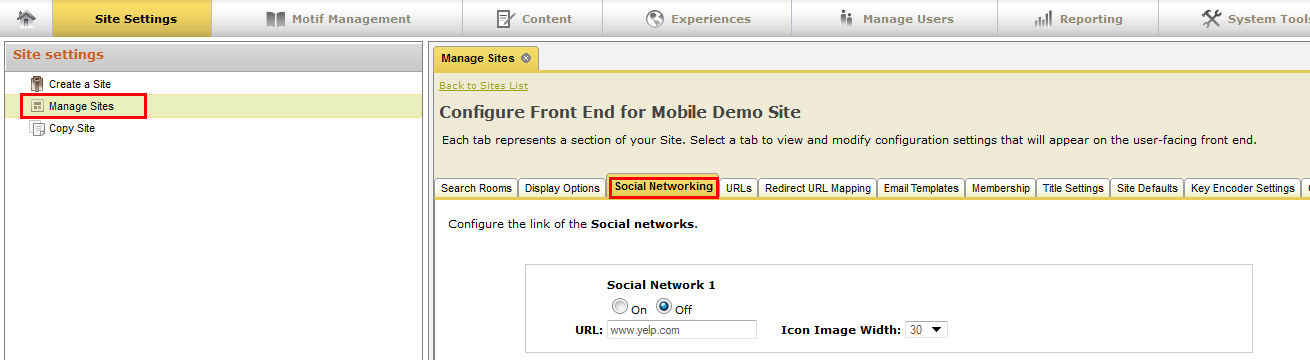 Site Settings
Motif Management
Content
Experiences
Manage Users
Reporting
System Tools
Site settings
Create a Site
Manage Sites
Copy Site
Manage Sites
Back to Sites List
Configure Front End for Mobile Demo Site
Each tab represents a section of your Site. Select a tab to view and modify configuration settings that will appear on the user-facing front end.
Search Rooms
Display Options
Social Networking
URLs
Redirect URL Mapping
Email Templates
Membership
Title Settings
Site Defaults
Key Encoder Settings
Configure the link of the Social networks.
Social Network 1
On Off
URL: www.yelp.com Icon Image Width: 30